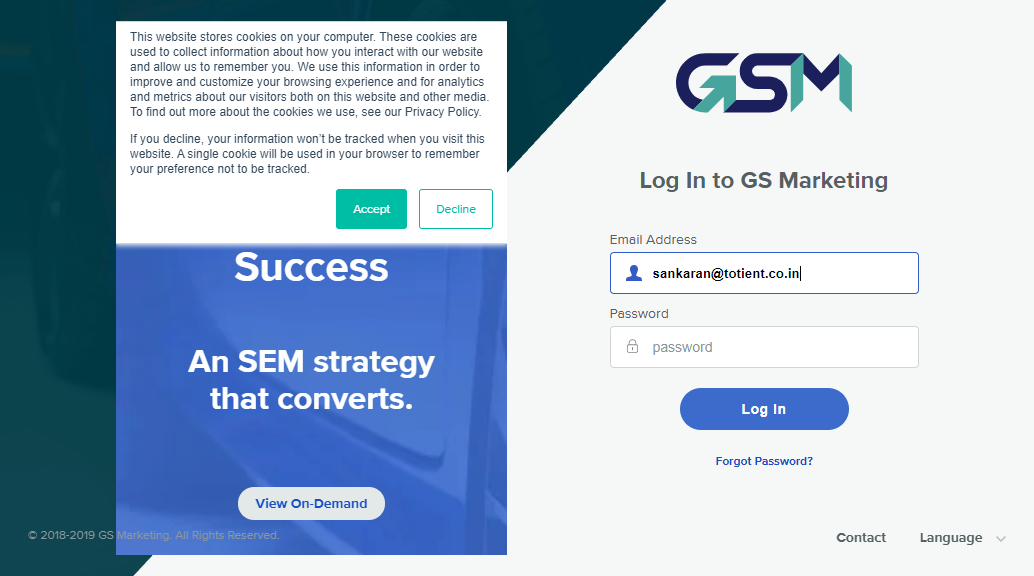 This website stores cookies on your computer. These cookies are
used to collect information about how you interact with our website
and allow us to remember you. We use this information in order to
improve and customize your browsing experience and for analytics
and metrics about our visitors both on this website and other media.
To find out more about the cookies we use, see our Privacy Policy.
If you decline, your information won't be tracked when you visit this
website. A single cookie will be used in your browser to remember
your preference not to be tracked.
Accept
Decline
Success
An SEM strategy
that converts.
View On-Demand
© 2018-2019 GS Marketing. All Rights Reserved.
GSM
Log In to GS Marketing
Email Address
sankaran@totient.co.in
Password
password
Log In
Forgot Password?
Contact
Language